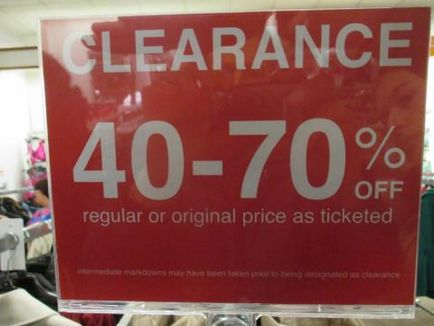 CLEARANCE
40-70%
OFF
regular or original price as ticketed
intermediate markdowns may have been taken prior to being designated as clearance